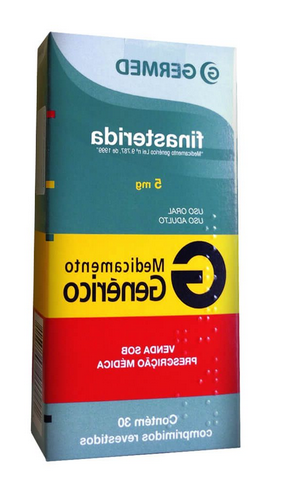 GERMED
finasterida
"Medicamento genérico Lei nº 9.787, de 1999"
5 mg
USO ORAL
USO ADULTO
G
Medicamento
Genérico
VENDA SOB
PRESCRIÇÃO MÉDICA
Contém 30
comprimidos revestidos